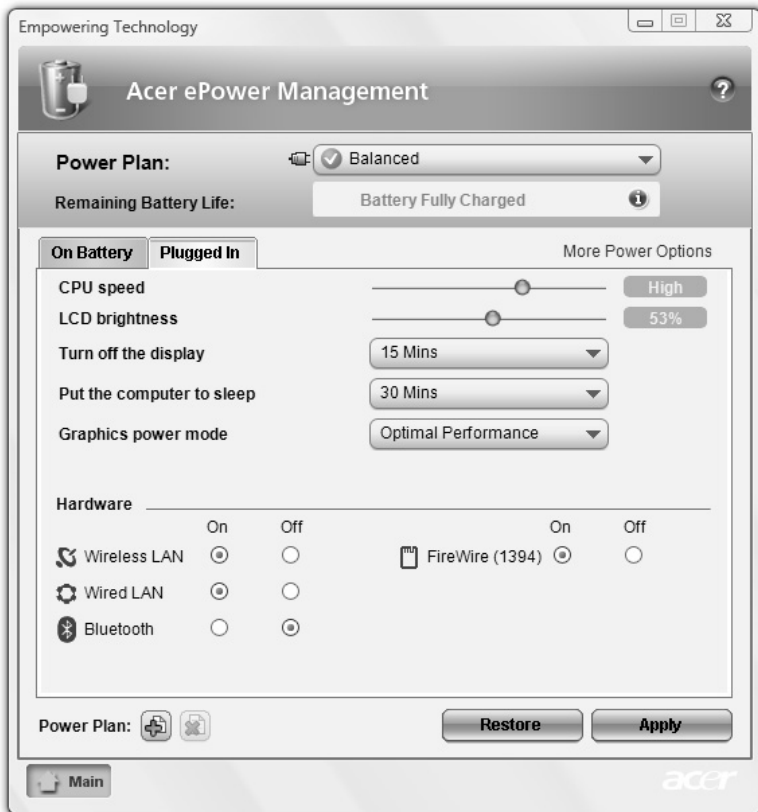 Empowering Technology
Acer ePower Management
?
Power Plan: Balanced
Remaining Battery Life: Battery Fully Charged i
On Battery Plugged In More Power Options
CPU speed High
LCD brightness 53%
Turn off the display 15 Mins
Put the computer to sleep 30 Mins
Graphics power mode Optimal Performance
Hardware
On Off On Off
Wireless LAN FireWire (1394)
Wired LAN
Bluetooth
Power Plan: Restore Apply
Main acer